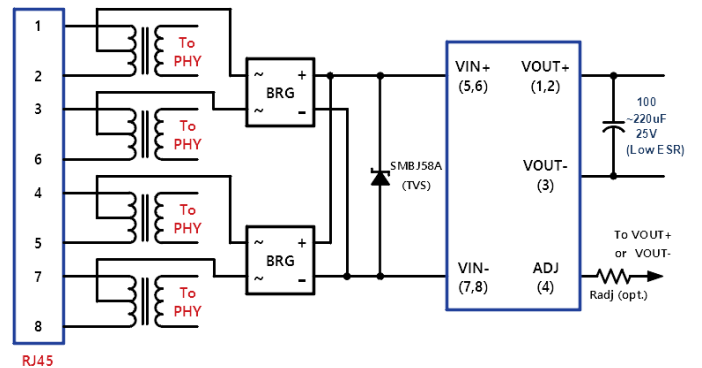 1
To
PHY
2
~
+
BRG
~
-
3
To
PHY
6
4
To
PHY
5
~
+
BRG
~
-
7
To
PHY
8
RJ45
SMBJ58A
(TVS)
VIN+
(5,6)
VOUT+
(1,2)
VOUT-
(3)
VIN-
(7,8)
ADJ
(4)
100
~220uF
25V
(Low ESR)
To VOUT+
or VOUT-
Radj (opt.)